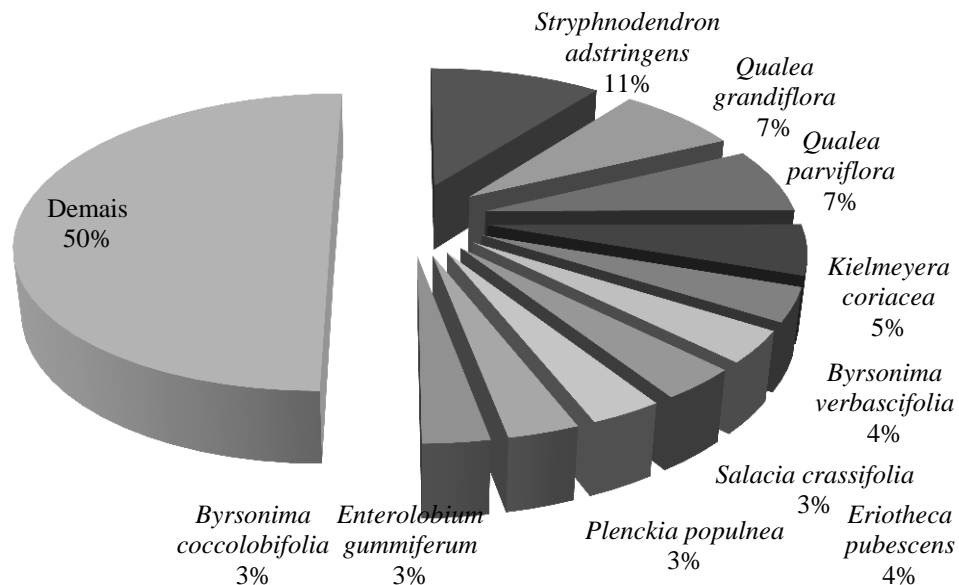 Stryphnodendron
adstringens
11%
Qualea
grandiflora
7%
Qualea
parviflora
7%
Kielmeyera
coriacea
5%
Byrsonima
verbascifolia
4%
Salacia crassifolia
3%
Eriotheca
pubescens
4%
Plenckia populnea
3%
Enterolobium
gummiferum
3%
Byrsonima
coccolobifolia
3%
Demais
50%